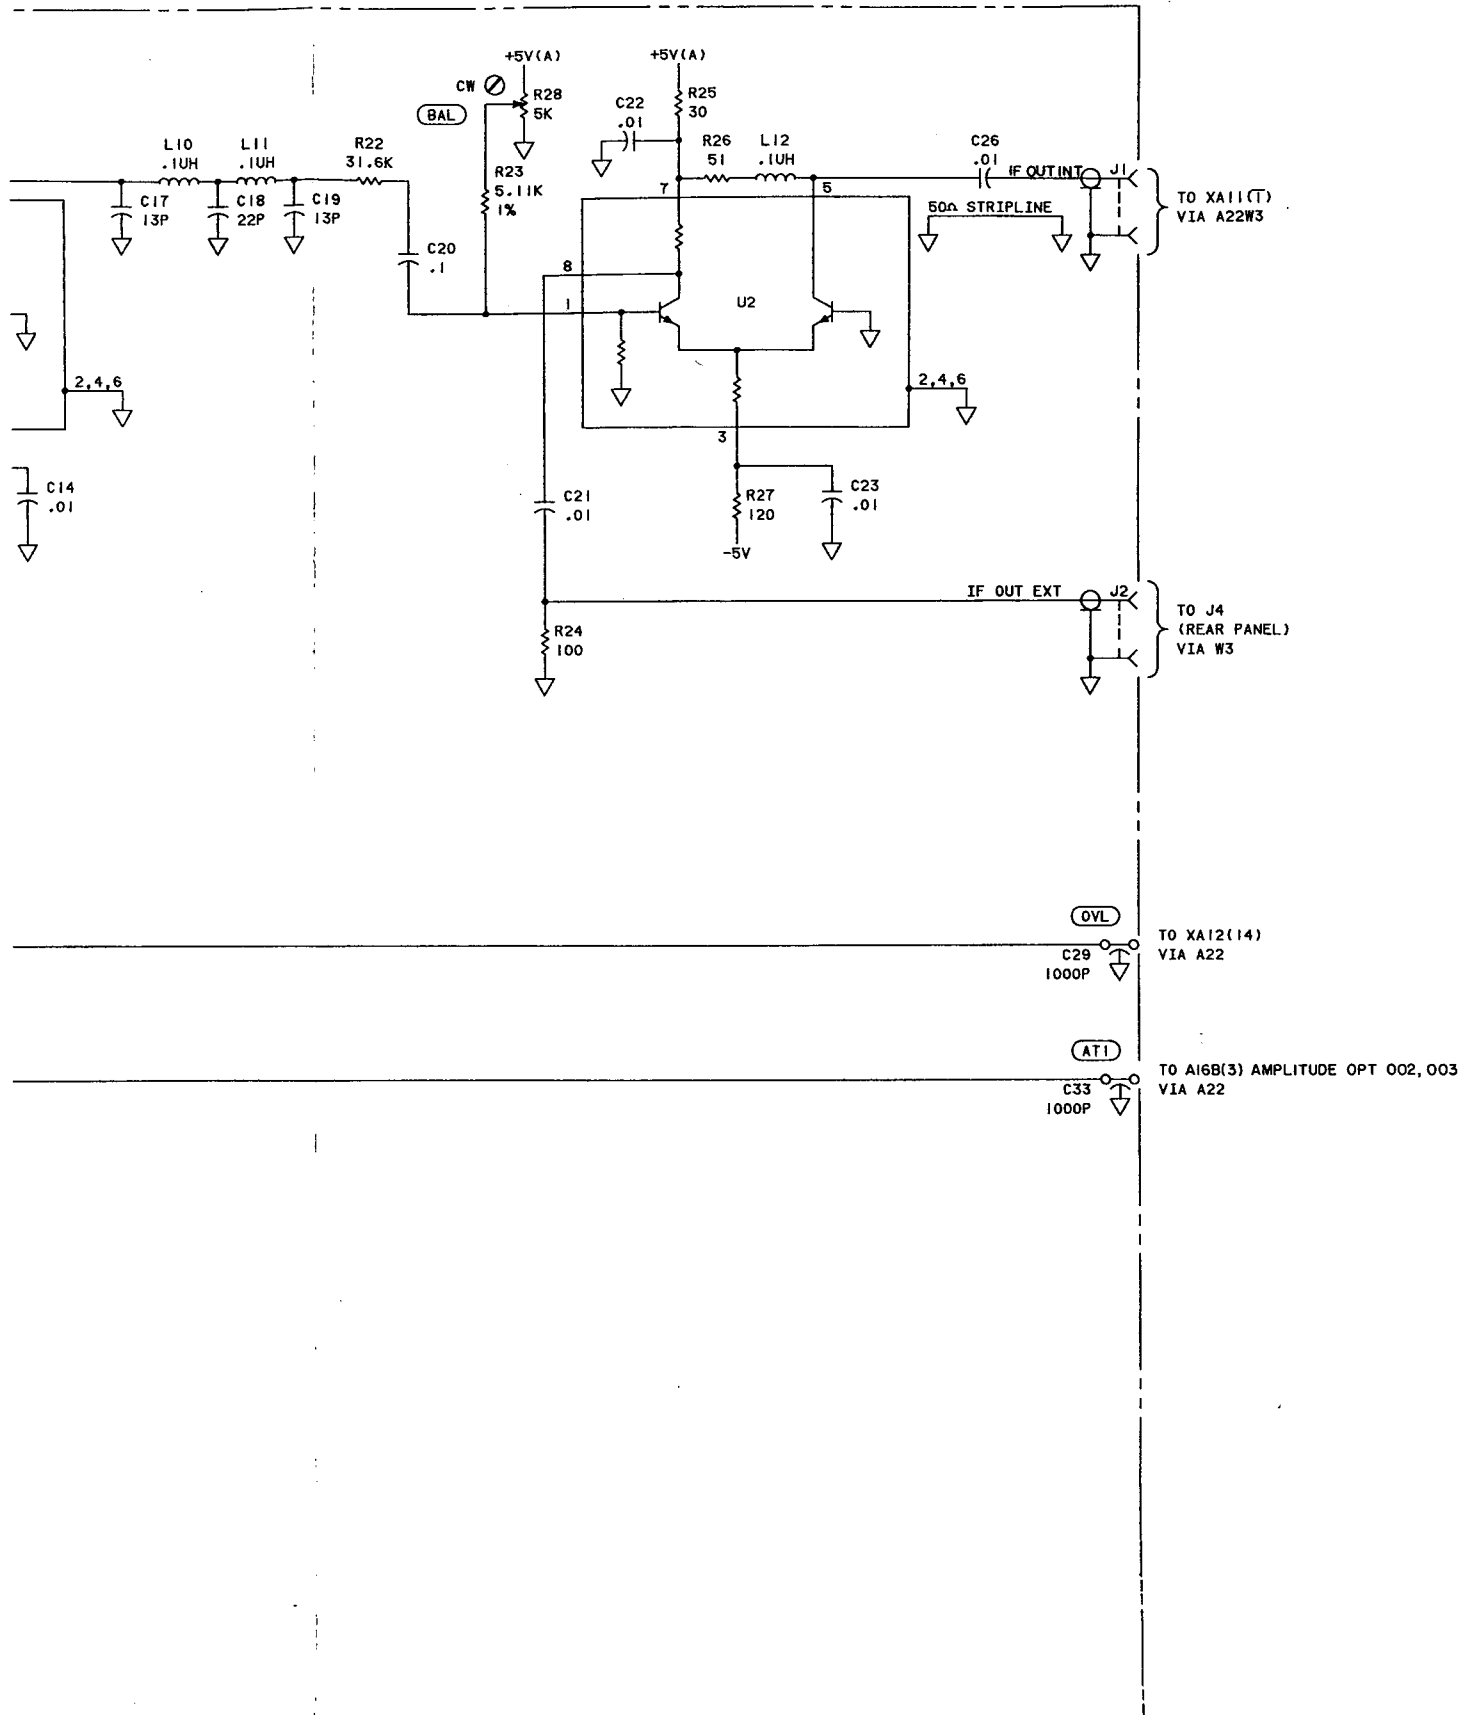 +5V(A)
+5V(A)
CW
R28
5K
BAL
R25
30
C22
.01
L10
.1UH
L11
.1UH
R22
31.6K
R26
51
L12
.1UH
C26
.01
IF OUT INT
J1
R23
5.11K
1%
7
5
50Ω STRIPLINE
TO XA11(1)
VIA A22W3
C17
13P
C18
22P
C19
13P
C20
.1
8
1
U2
2,4,6
2,4,6
3
C14
.01
C21
.01
R27
120
C23
.01
-5V
IF OUT EXT
J2
TO J4
(REAR PANEL)
VIA W3
R24
100
OVL
TO XA12(14)
VIA A22
C29
1000P
AT1
TO A16B(3) AMPLITUDE OPT 002,003
VIA A22
C33
1000P